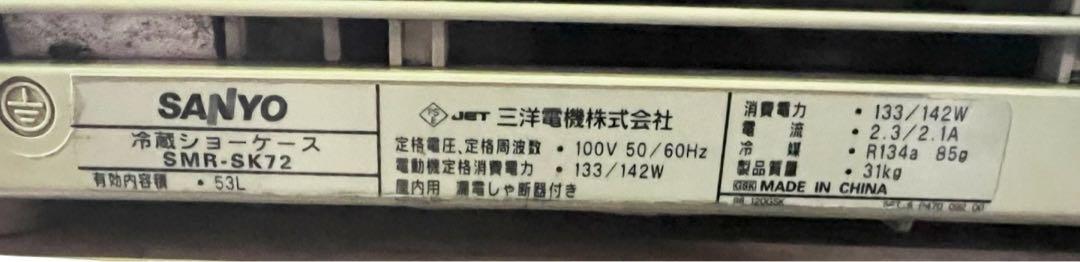 SANYO
冷蔵ショーケース
SMR-SK72
有効内容積 ・ 53L
PSE JET 三洋電機株式会社
定格電圧、定格周波数 ・ 100V 50/60Hz
電動機定格消費電力 ・ 133/142W
屋内用 漏電しゃ断器付き
消費電力 ・ 133/142W
電流 ・ 2.3/2.1A
冷媒 ・ R134a 85g
製品質量 ・ 31kg
GSK MADE IN CHINA